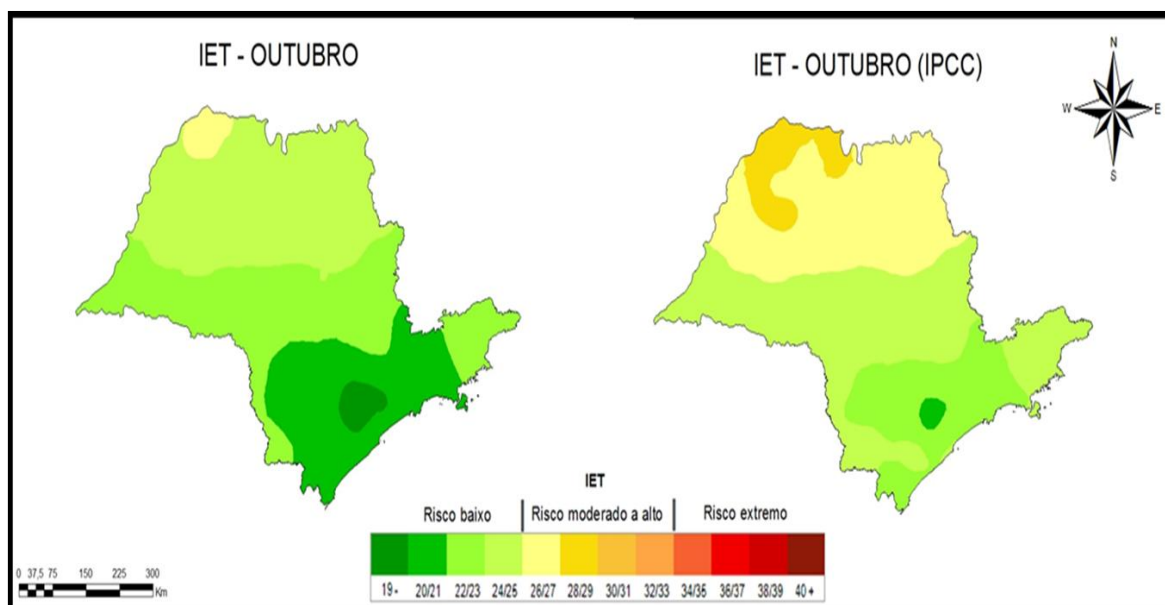 IET - OUTUBRO
IET - OUTUBRO (IPCC)
N
W E
S
IET
Risco baixo | Risco moderado a alto | Risco extremo
19 - 20/21 22/23 24/25 26/27 28/29 30/31 32/33 34/35 36/37 38/39 40 +
0 37,5 75 150 225 300
Km